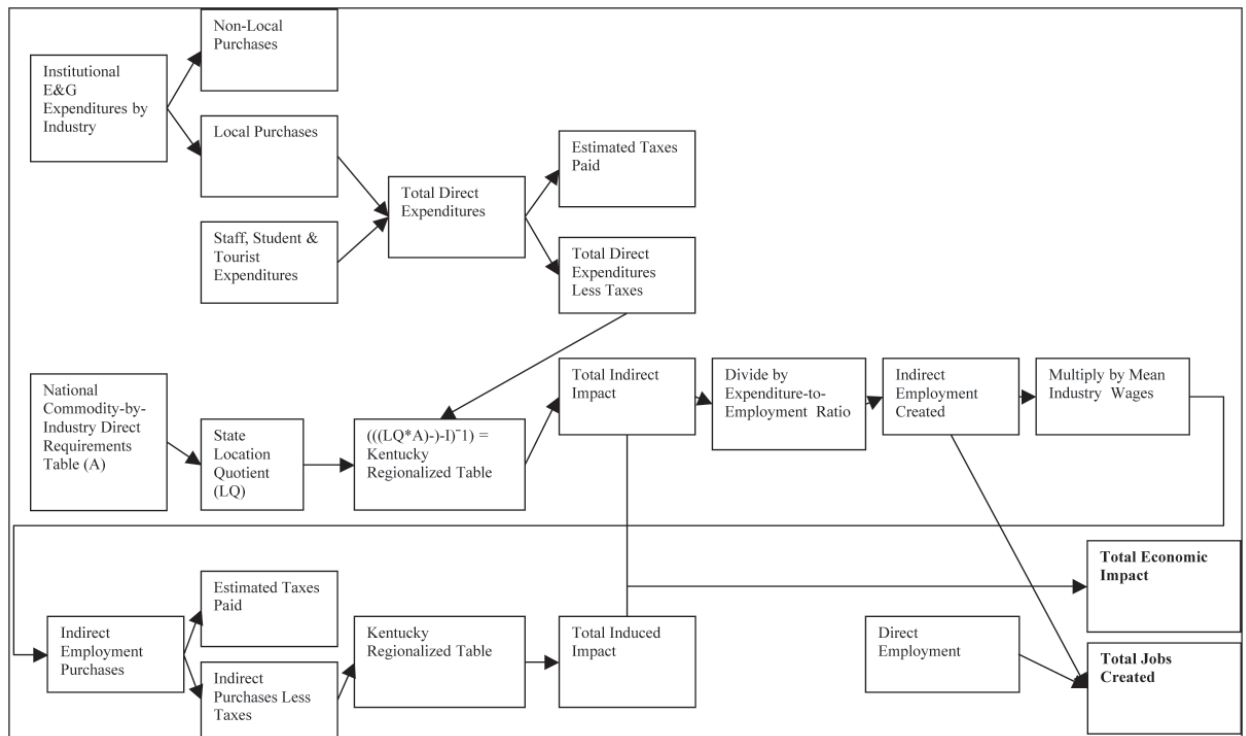 Non-Local
Purchases
Institutional
E&G
Expenditures by
Industry
Local Purchases
Estimated Taxes
Paid
Total Direct
Expenditures
Staff, Student &
Tourist
Expenditures
Total Direct
Expenditures
Less Taxes
National
Commodity-by-
Industry Direct
Requirements
Table (A)
State
Location
Quotient
(LQ)
(((LQ*A)-)-I)⁻1) =
Kentucky
Regionalized Table
Total Indirect
Impact
Divide by
Expenditure-to-
Employment Ratio
Indirect
Employment
Created
Multiply by Mean
Industry Wages
Total Economic
Impact
Estimated Taxes
Paid
Indirect
Employment
Purchases
Indirect
Purchases Less
Taxes
Kentucky
Regionalized Table
Total Induced
Impact
Direct
Employment
Total Jobs
Created